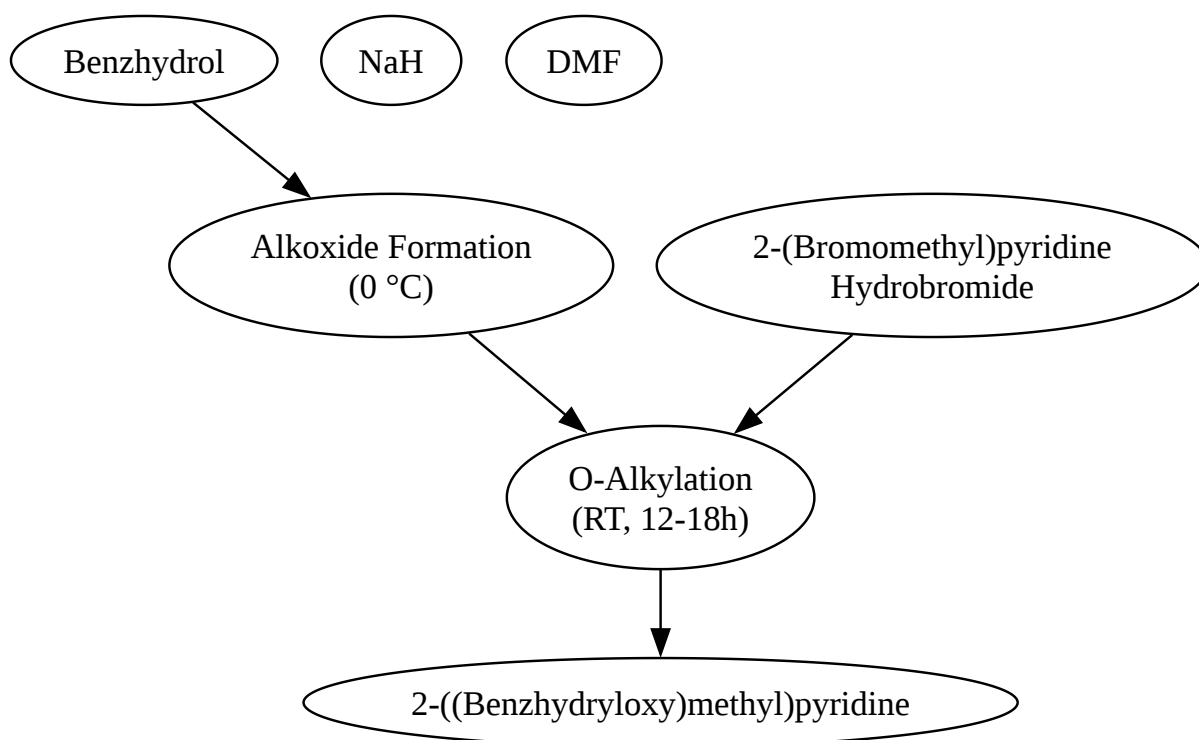 Benzhydrol
NaH
DMF
Alkoxide Formation
(0 °C)
2-(Bromomethyl)pyridine
Hydrobromide
O-Alkylation
(RT, 12-18h)
2-((Benzhydryloxy)methyl)pyridine